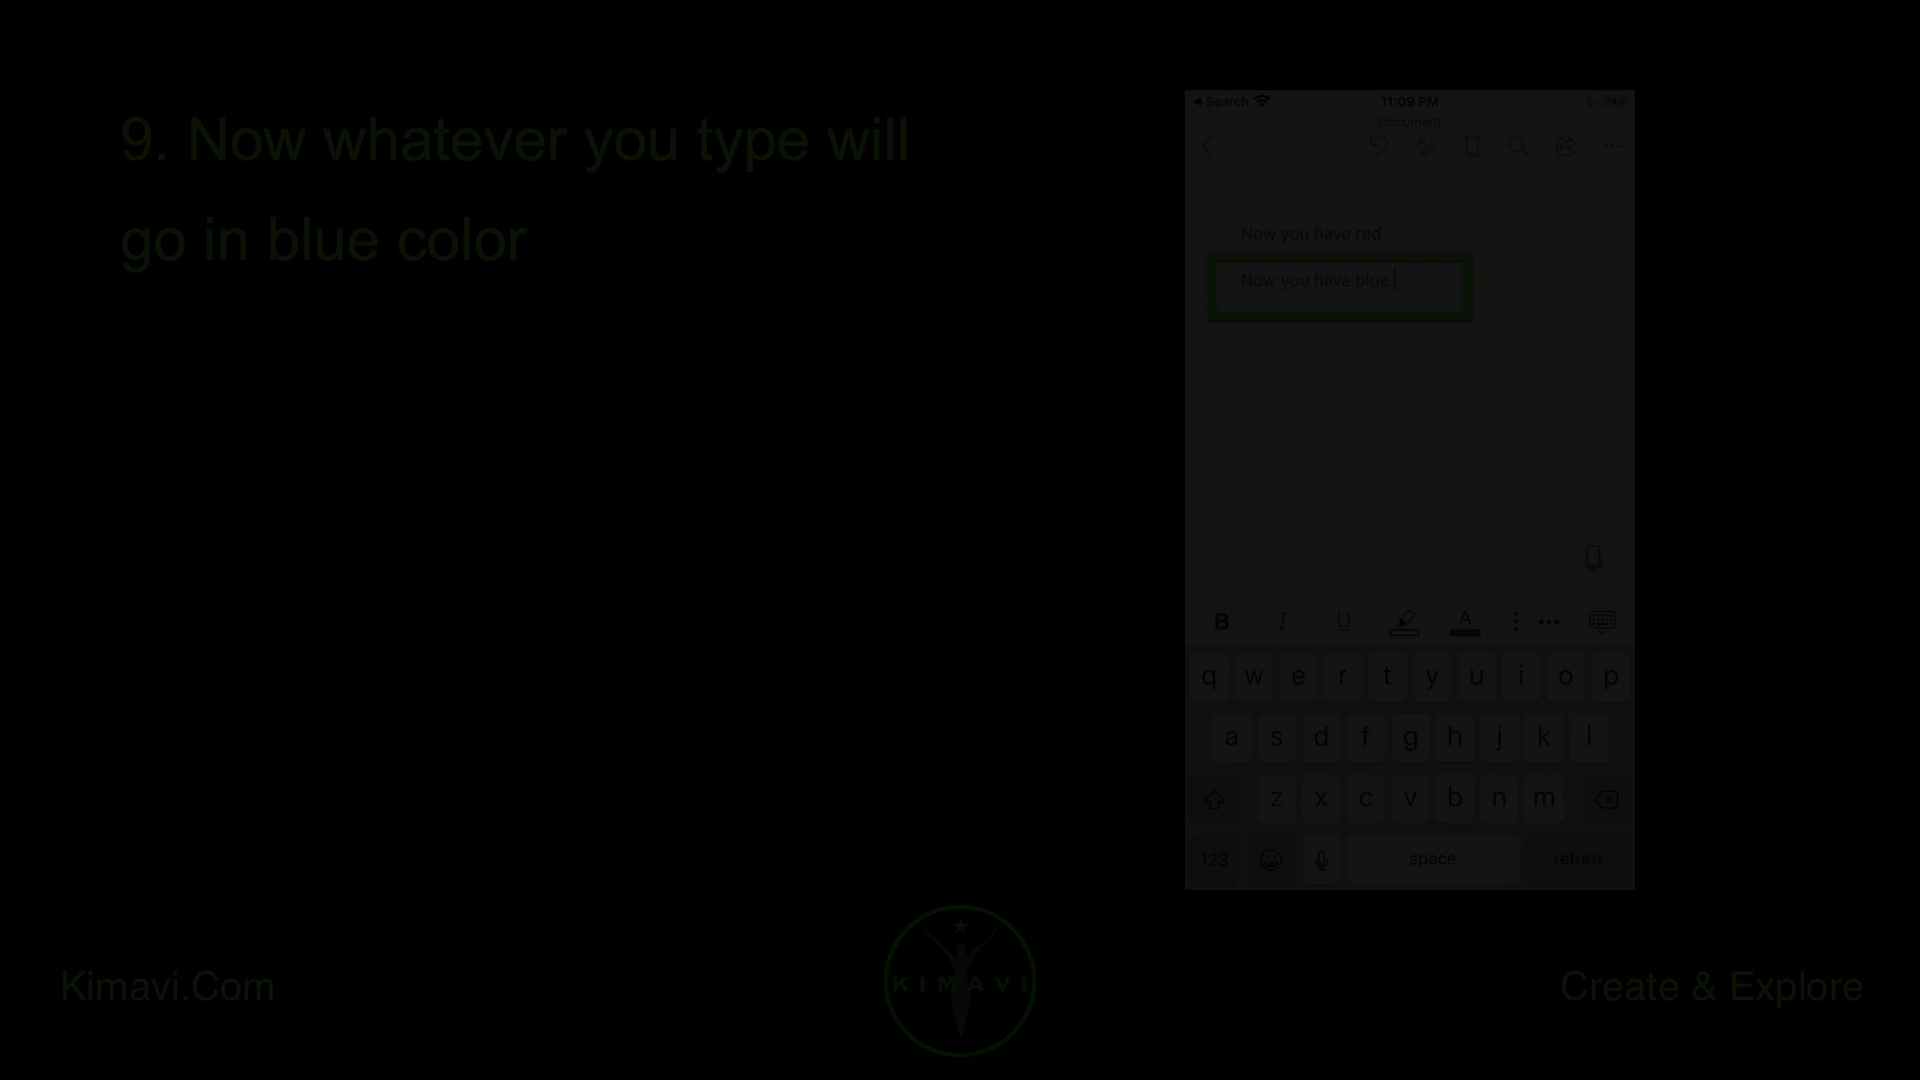 9. Now whatever you type will
go in blue color
Search
11:09 PM
Document
Now you have red
Now you have blue
B I U A
q w e r t y u i o p
a s d f g h j k l
z x c v b n m
123 space return
Kimavi.Com
KIMAVI
Create & Explore